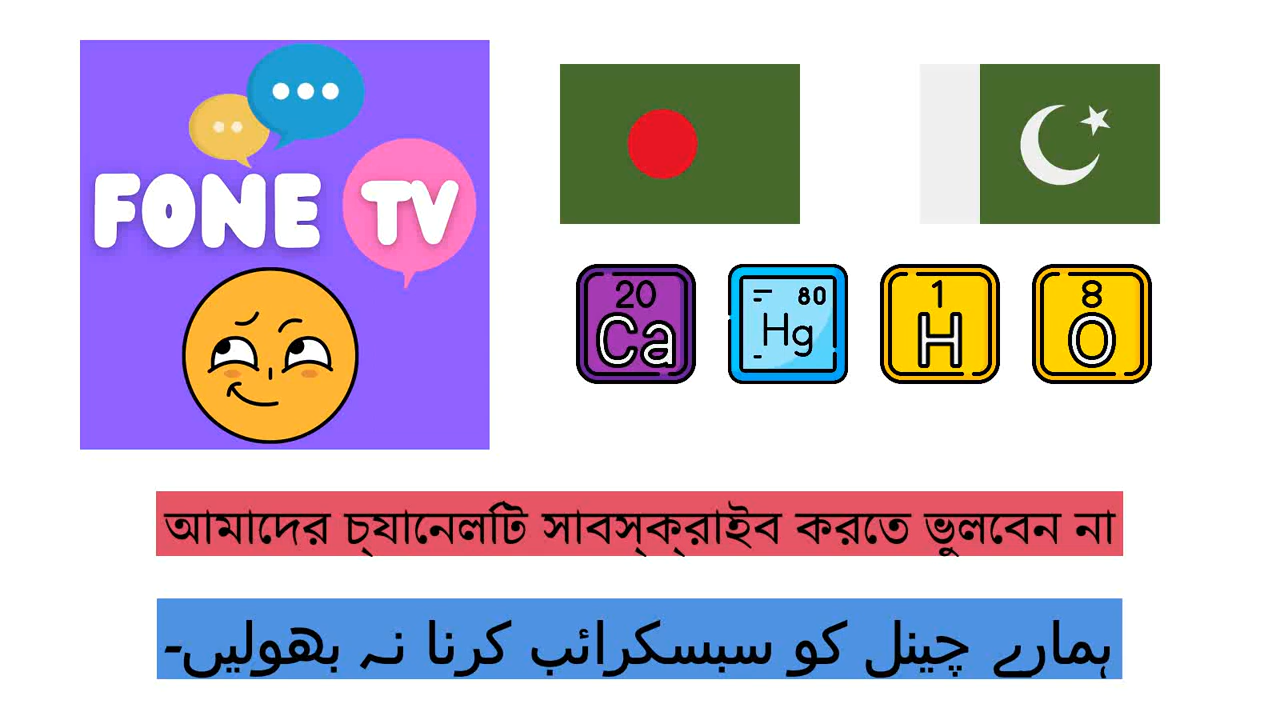 FONE TV
20
Ca
80
Hg
1
H
8
O
আমাদের চ্‌যানেলটি সাবস্‌ক্‌রাইব করতে ভুলবেন না
ہمارے چینل کو سبسکرائب کرنا نہ بھولیں۔